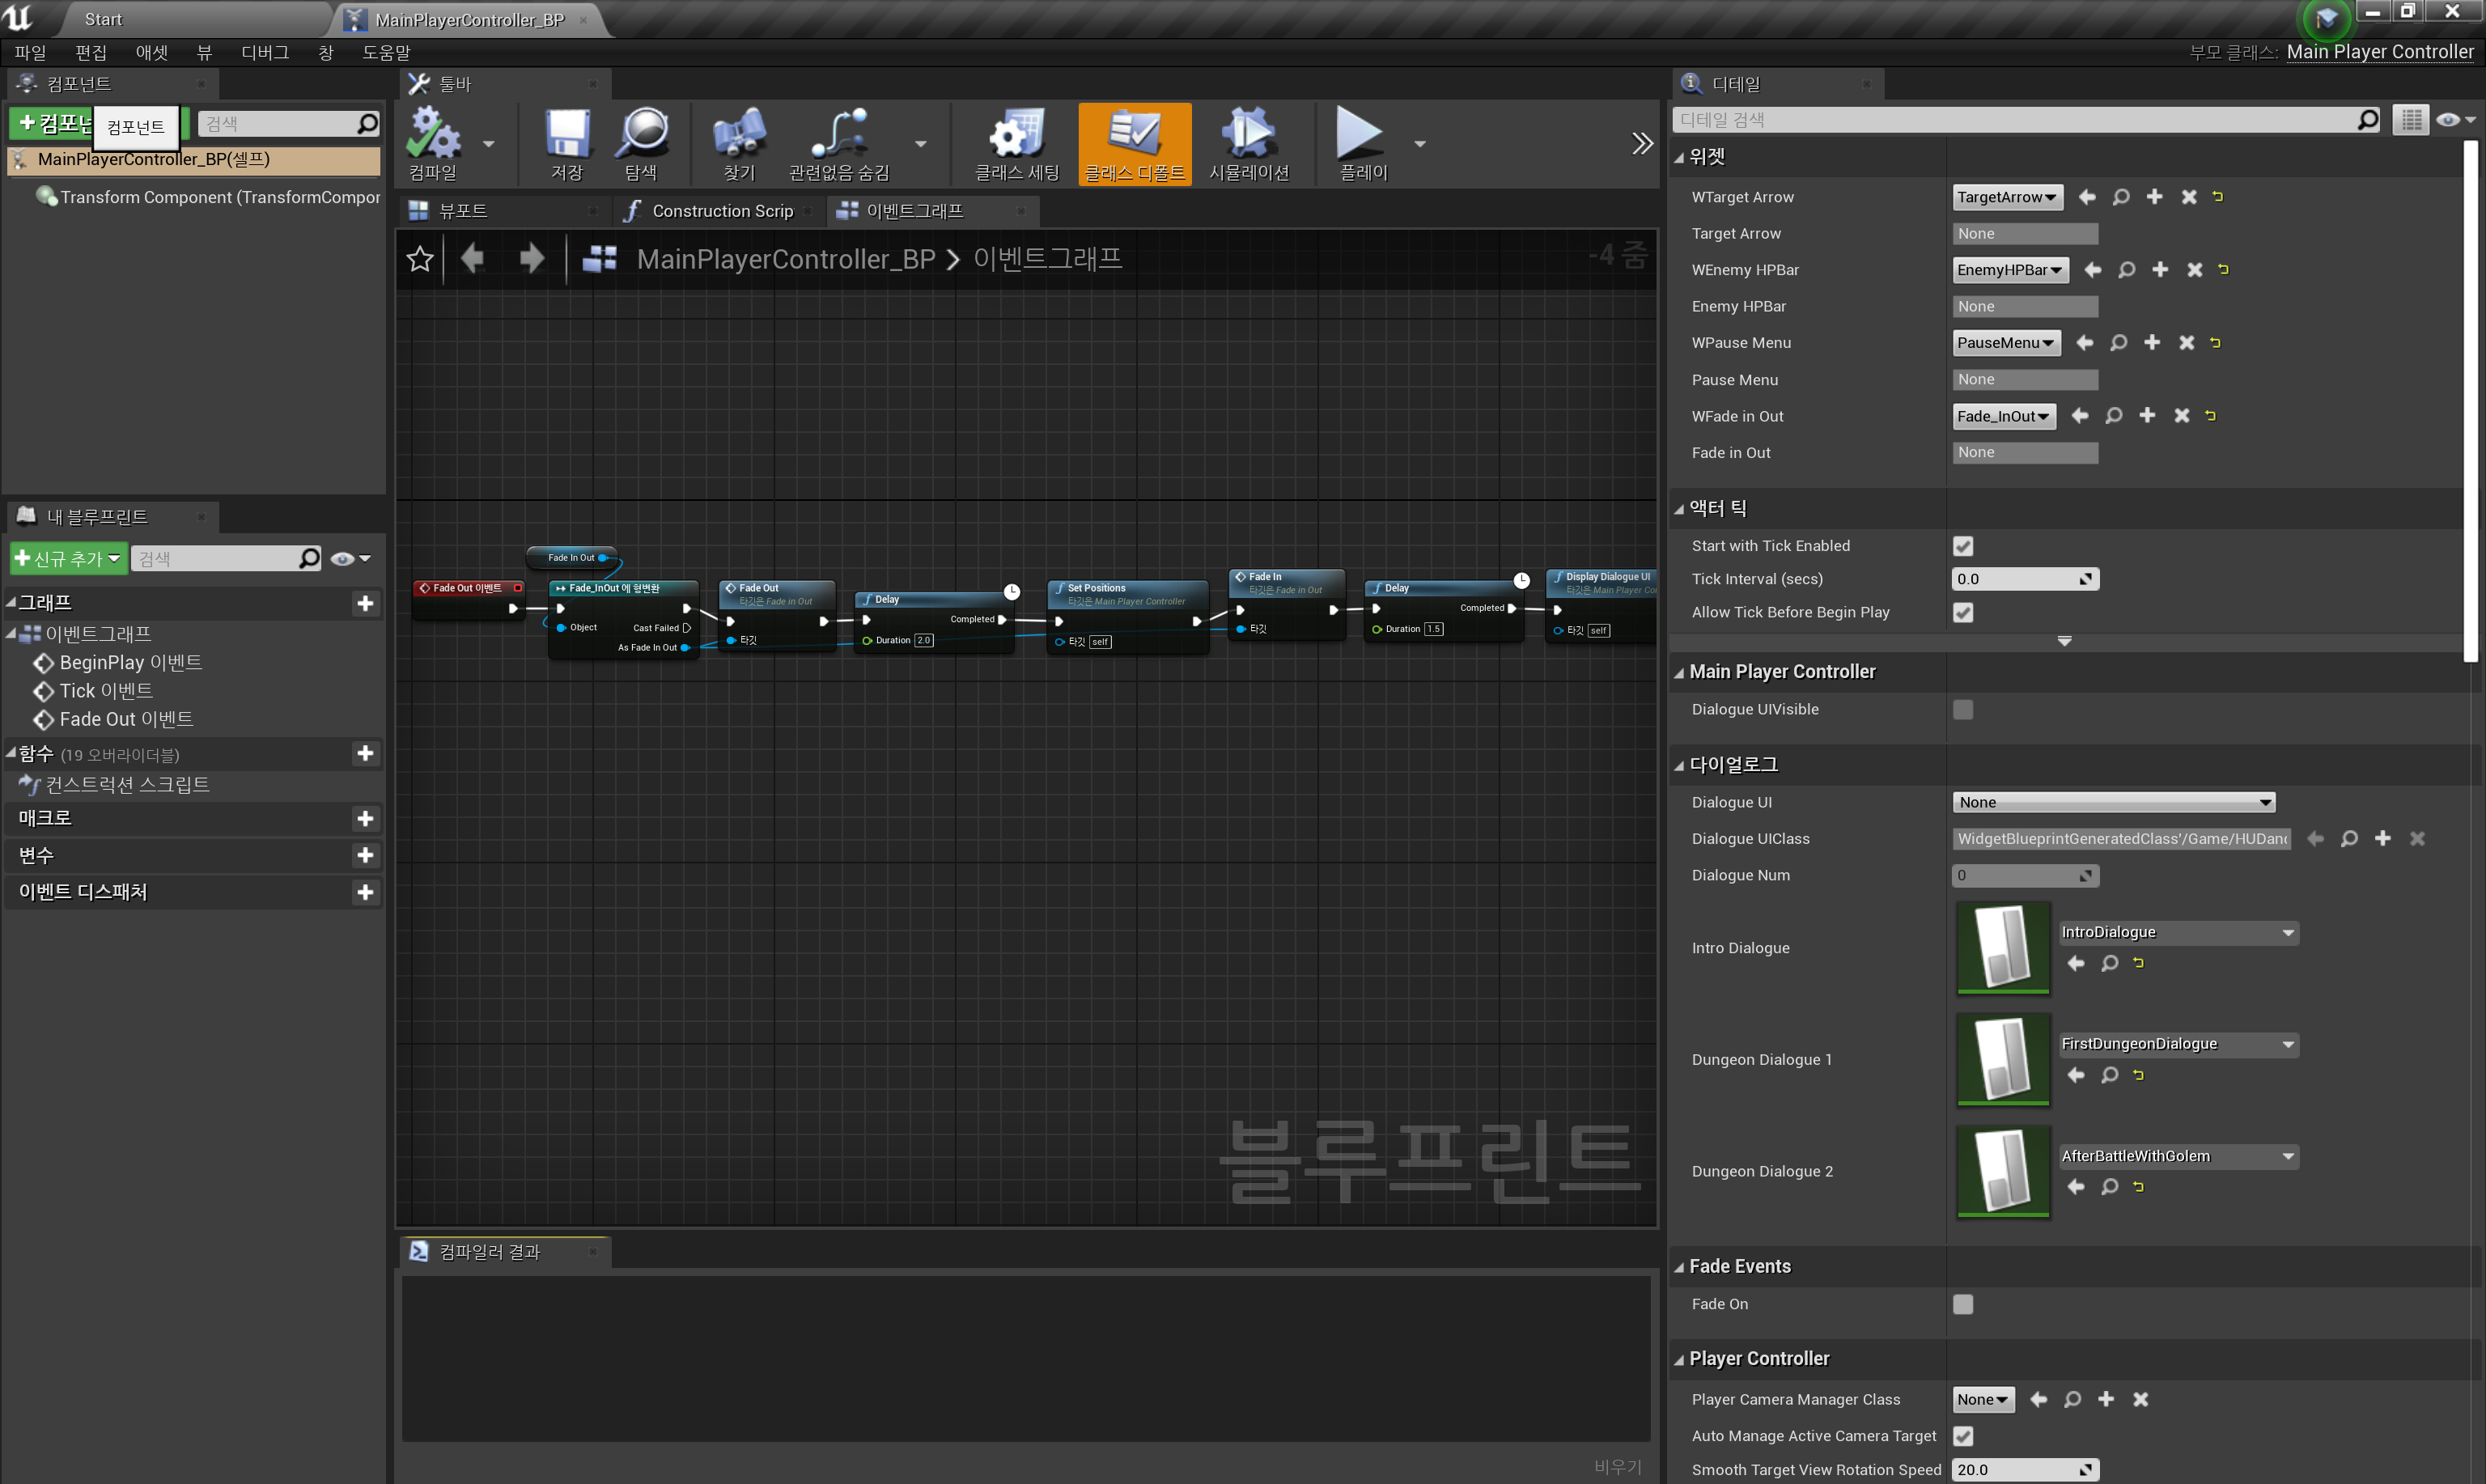 Start
MainPlayerController_BP
파일 편집 애셋 뷰 디버그 창 도움말
부모 클래스: Main Player Controller
컴포넌트
컴포넌트
검색
MainPlayerController_BP(셀프)
Transform Component (TransformCompor
내 블루프린트
신규 추가
검색
그래프
이벤트그래프
BeginPlay 이벤트
Tick 이벤트
Fade Out 이벤트
함수 (19 오버라이더블)
컨스트럭션 스크립트
매크로
변수
이벤트 디스패처
툴바
컴파일
저장
탐색
찾기
관련없음 숨김
클래스 세팅
클래스 디폴트
시뮬레이션
플레이
뷰포트
Construction Scrip
이벤트그래프
MainPlayerController_BP > 이벤트그래프
-4 줌
Fade In Out
Fade Out 이벤트
Fade_InOut 에 형변환
Object
Cast Failed
As Fade In Out
Fade Out
타깃은 Fade in Out
타깃
Delay
Completed
Duration 2.0
Set Positions
타깃은 Main Player Controller
타깃 self
Fade In
타깃은 Fade in Out
타깃
Delay
Completed
Duration 1.5
Display Dialogue UI
타깃은 Main Player Co
타깃 self
블루프린트
컴파일러 결과
비우기
디테일
디테일 검색
위젯
WTarget Arrow TargetArrow
Target Arrow None
WEnemy HPBar EnemyHPBar
Enemy HPBar None
WPause Menu PauseMenu
Pause Menu None
WFade in Out Fade_InOut
Fade in Out None
액터 틱
Start with Tick Enabled
Tick Interval (secs) 0.0
Allow Tick Before Begin Play
Main Player Controller
Dialogue UIVisible
다이얼로그
Dialogue UI None
Dialogue UIClass WidgetBlueprintGeneratedClass'/Game/HUDand
Dialogue Num 0
Intro Dialogue IntroDialogue
Dungeon Dialogue 1 FirstDungeonDialogue
Dungeon Dialogue 2 AfterBattleWithGolem
Fade Events
Fade On
Player Controller
Player Camera Manager Class None
Auto Manage Active Camera Target
Smooth Target View Rotation Speed 20.0